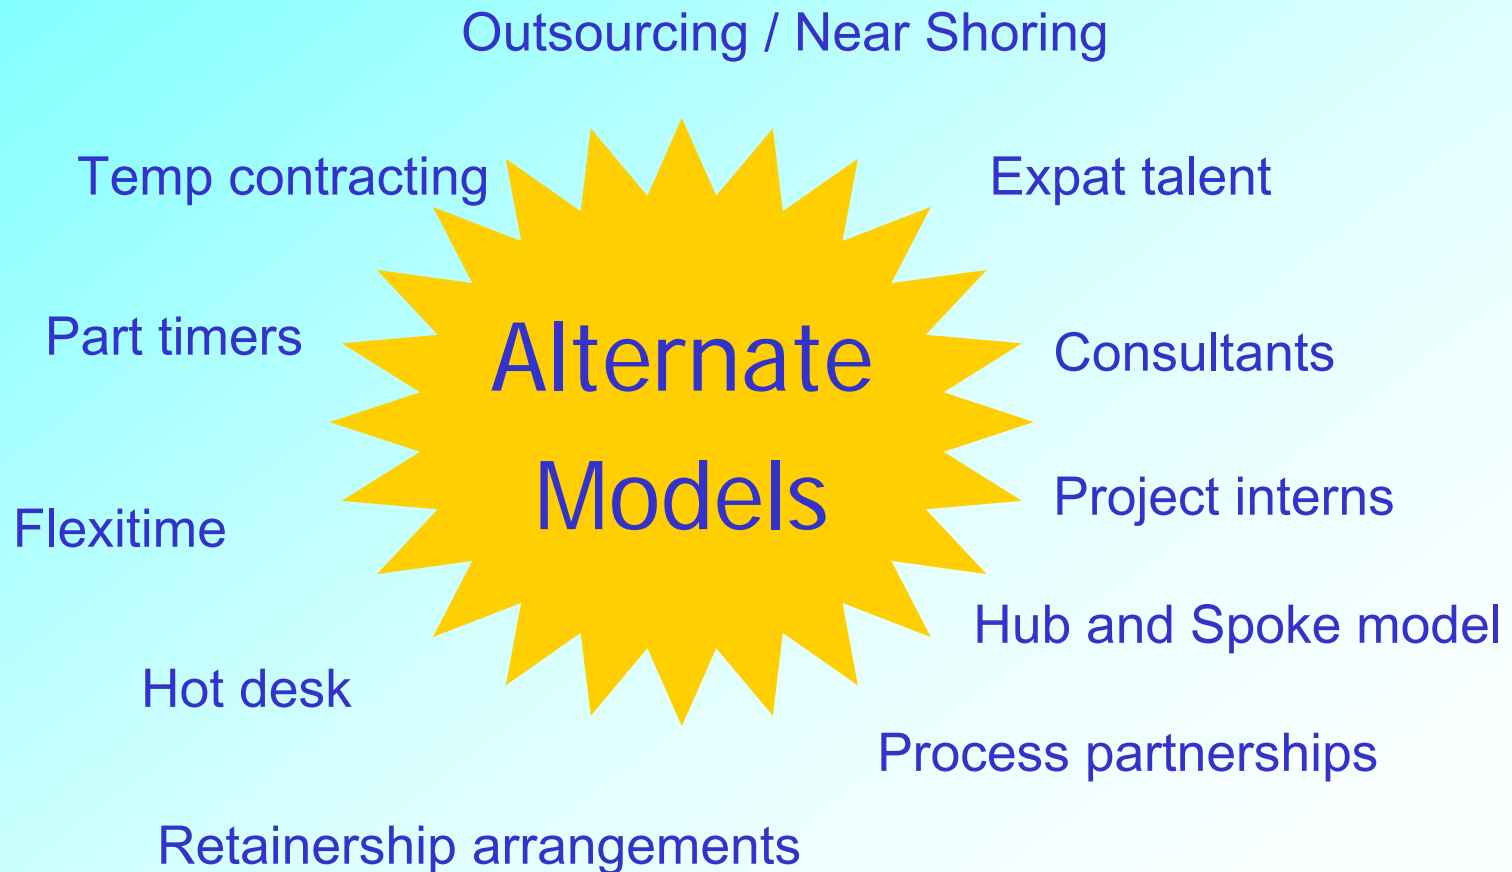 Outsourcing / Near Shoring
Temp contracting
Expat talent
Part timers
Alternate
Models
Consultants
Project interns
Flexitime
Hub and Spoke model
Hot desk
Process partnerships
Retainership arrangements